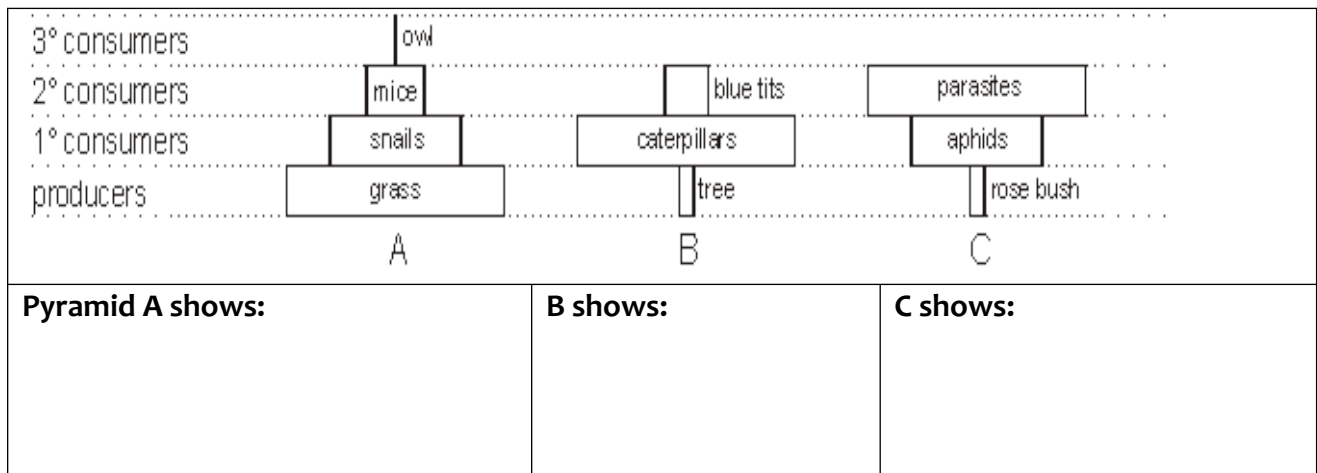 3° consumers owl
2° consumers mice blue tits parasites
1° consumers snails caterpillars aphids
producers grass tree rose bush
A B C
Pyramid A shows: B shows: C shows: